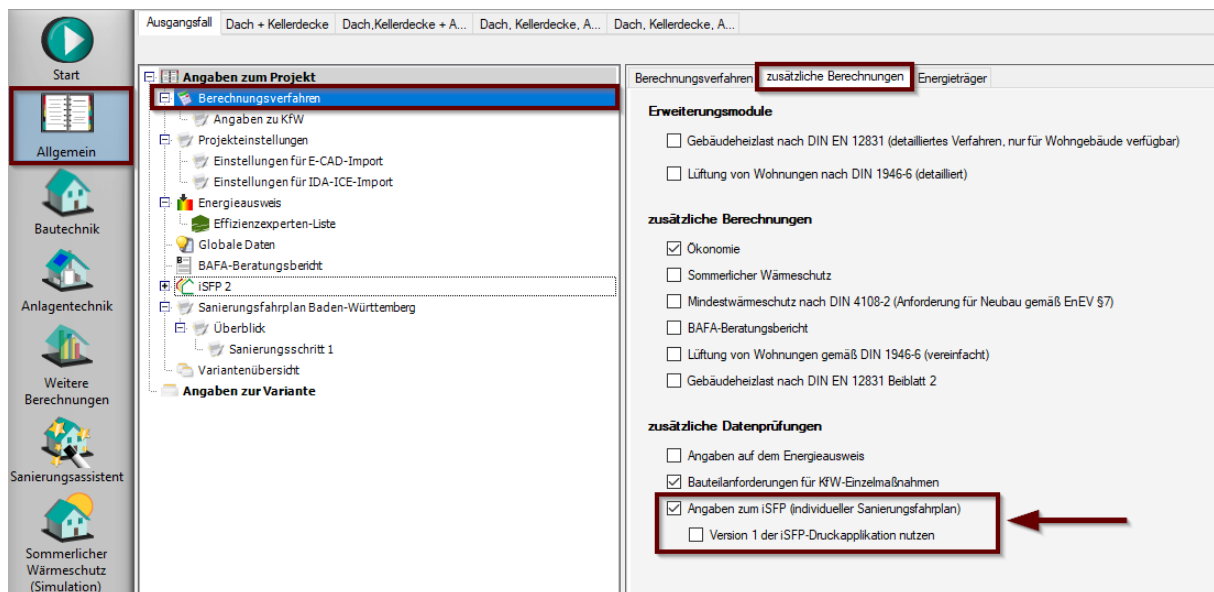 Ausgangsfall Dach + Kellerdecke Dach,Kellerdecke + A... Dach, Kellerdecke, A... Dach, Kellerdecke, A...
Start
Allgemein
Bautechnik
Anlagentechnik
Weitere
Berechnungen
Sanierungsassistent
Sommerlicher
Wärmeschutz
(Simulation)
Angaben zum Projekt
Berechnungsverfahren
Angaben zu KfW
Projekteinstellungen
Einstellungen für E-CAD-Import
Einstellungen für IDA-ICE-Import
Energieausweis
Effizienzexperten-Liste
Globale Daten
BAFA-Beratungsbericht
iSFP 2
Sanierungsfahrplan Baden-Württemberg
Überblick
Sanierungsschritt 1
Variantenübersicht
Angaben zur Variante
Berechnungsverfahren zusätzliche Berechnungen Energieträger
Erweiterungsmodule
Gebäudeheizlast nach DIN EN 12831 (detailliertes Verfahren, nur für Wohngebäude verfügbar)
Lüftung von Wohnungen nach DIN 1946-6 (detailliert)
zusätzliche Berechnungen
Ökonomie
Sommerlicher Wärmeschutz
Mindestwärmeschutz nach DIN 4108-2 (Anforderung für Neubau gemäß EnEV §7)
BAFA-Beratungsbericht
Lüftung von Wohnungen gemäß DIN 1946-6 (vereinfacht)
Gebäudeheizlast nach DIN EN 12831 Beiblatt 2
zusätzliche Datenprüfungen
Angaben auf dem Energieausweis
Bauteilanforderungen für KfW-Einzelmaßnahmen
Angaben zum iSFP (individueller Sanierungsfahrplan)
Version 1 der iSFP-Druckapplikation nutzen